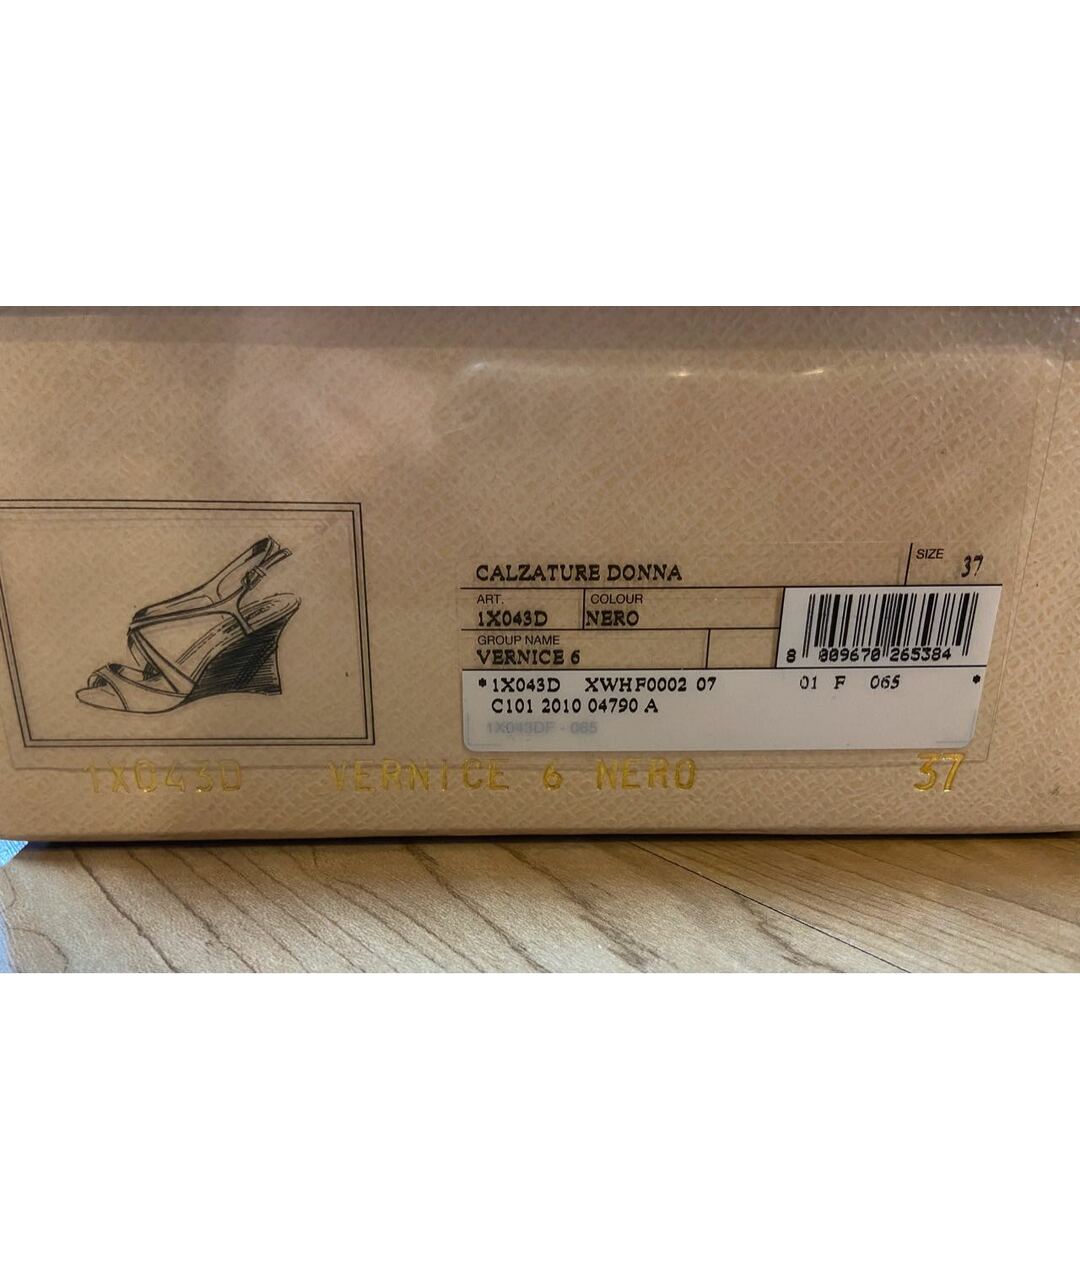 CALZATURE DONNA
SIZE 37
ART. COLOUR
1X043D NERO
GROUP NAME
VERNICE 6
8 009670 265384
* 1X043D XWHF0002 07 01 F 065 *
C101 2010 04790 A
1X043DF - 065
1X043D VERNICE 6 NERO 37